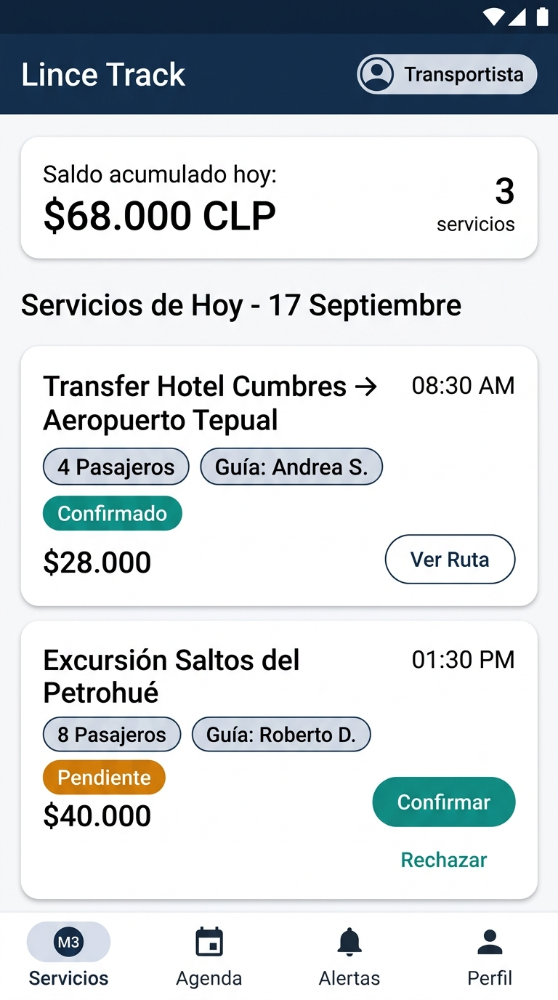 Lince Track
Transportista
Saldo acumulado hoy:
$68.000 CLP
3
servicios
Servicios de Hoy - 17 Septiembre
Transfer Hotel Cumbres → 08:30 AM
Aeropuerto Tepual
4 Pasajeros Guía: Andrea S.
Confirmado
$28.000 Ver Ruta
Excursión Saltos del 01:30 PM
Petrohué
8 Pasajeros Guía: Roberto D.
Pendiente
$40.000 Confirmar
Rechazar
M3
Servicios Agenda Alertas Perfil